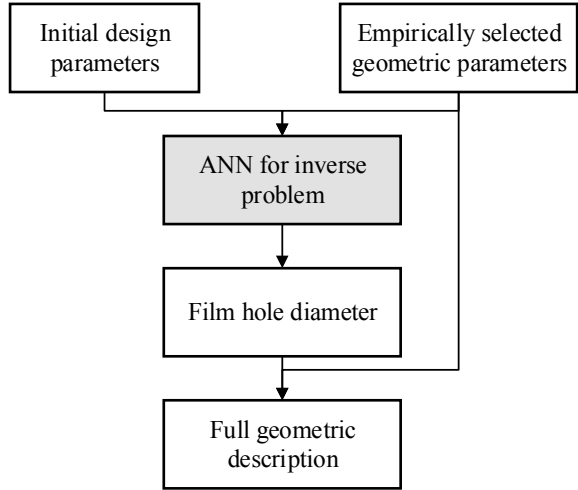 Initial design
parameters
Empirically selected
geometric parameters
ANN for inverse
problem
Film hole diameter
Full geometric
description